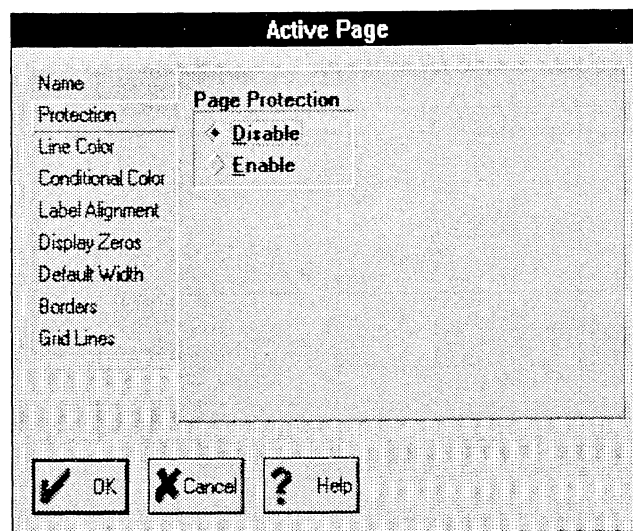 Active Page
Name
Protection
Line Color
Conditional Color
Label Alignment
Display Zeros
Default Width
Borders
Grid Lines
Page Protection
Disable
Enable
OK
Cancel
? Help